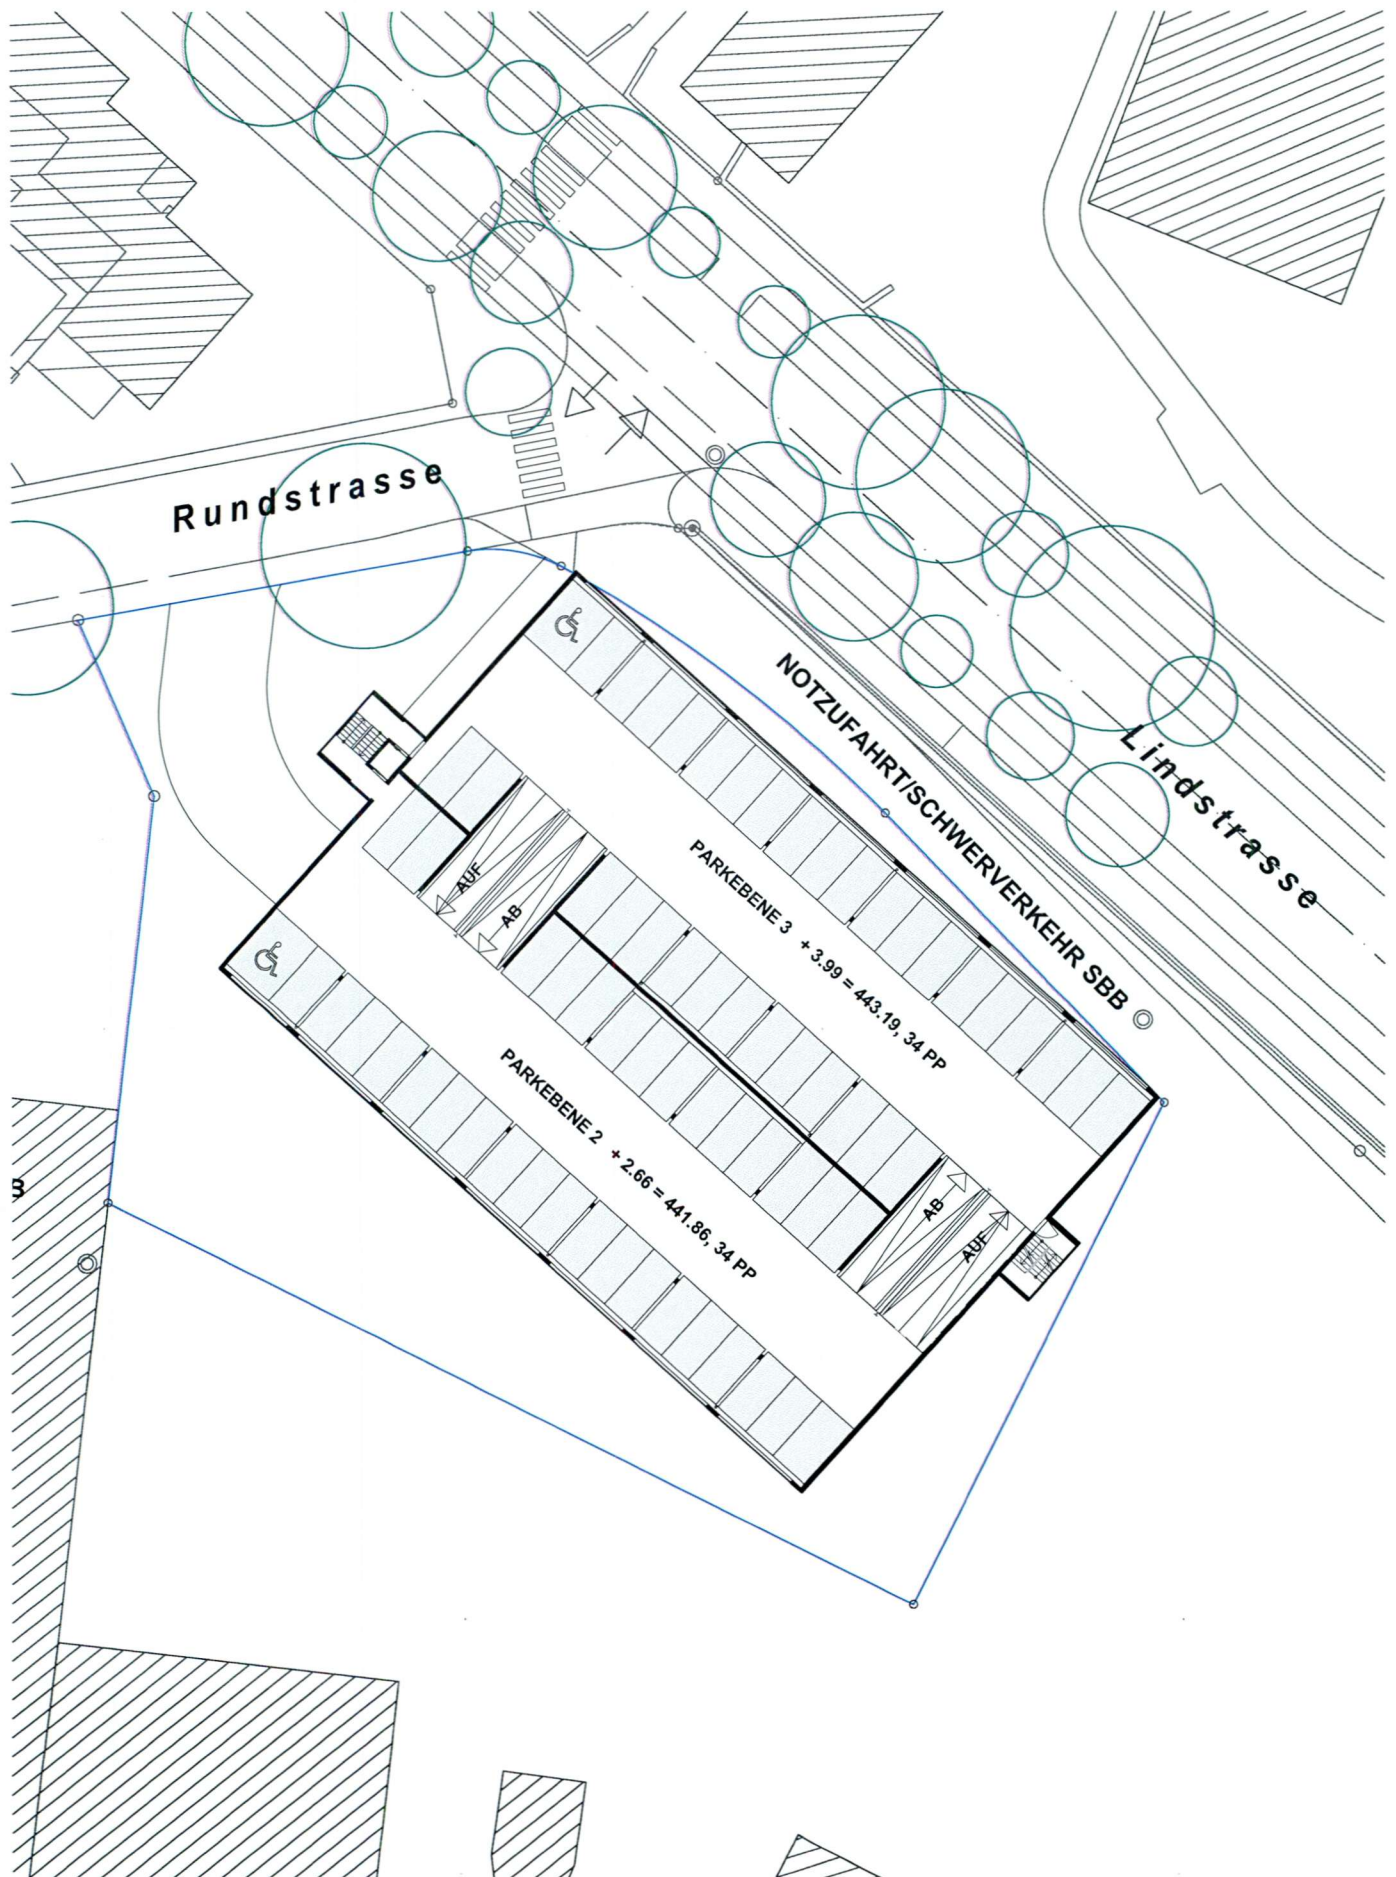 Rundstrasse
NOTZUFAHRT/SCHWERVERKEHR SBB
Lindstrasse
PARKEBENE 3 +3.99 = 443.19, 34 PP
AUF
AB
PARKEBENE 2 +2.66 = 441.86, 34 PP
AB
AUF
B